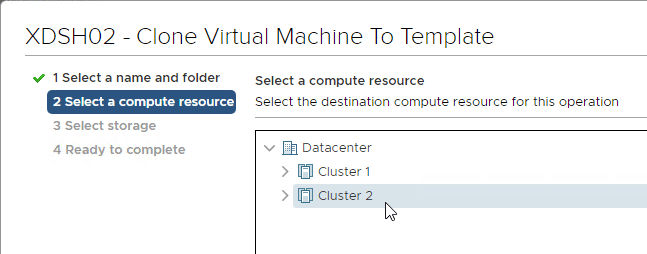 XDSH02 - Clone Virtual Machine To Template
1 Select a name and folder
2 Select a compute resource
3 Select storage
4 Ready to complete
Select a compute resource
Select the destination compute resource for this operation
Datacenter
Cluster 1
Cluster 2